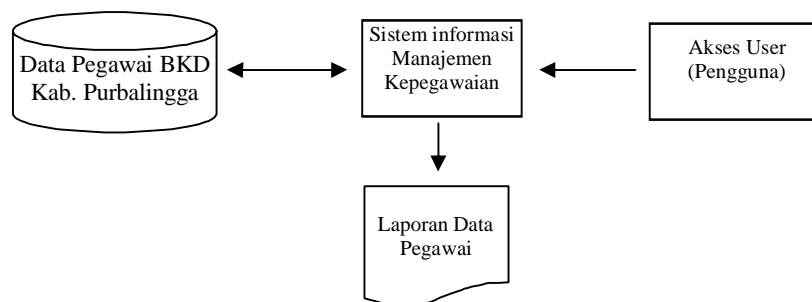 Data Pegawai BKD
Kab. Purbalingga
Sistem informasi
Manajemen
Kepegawaian
Akses User
(Pengguna)
Laporan Data
Pegawai